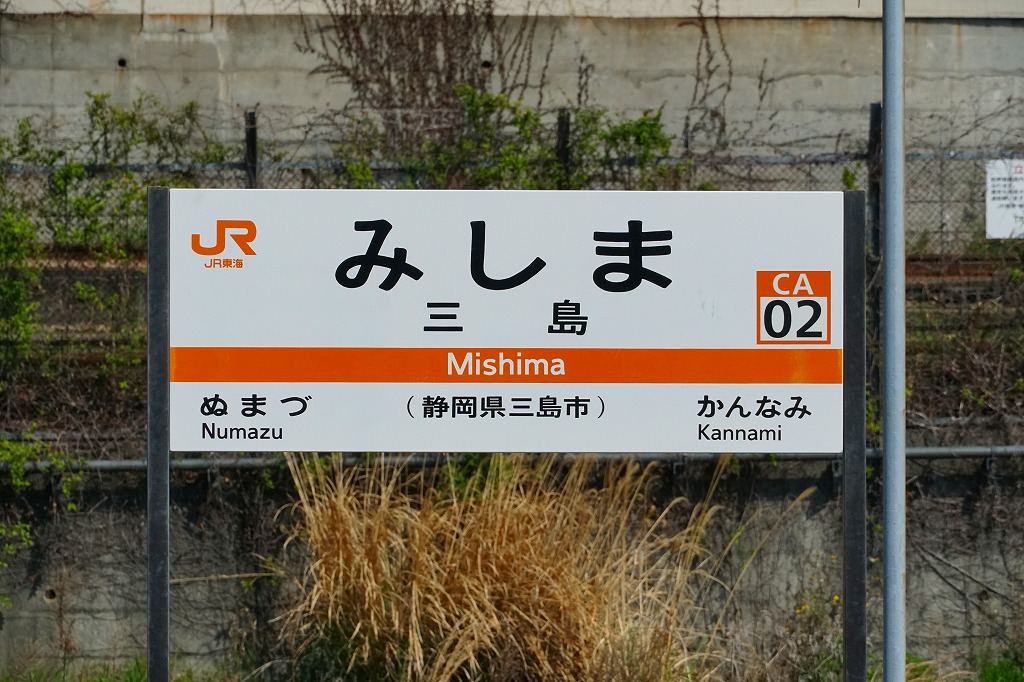 JR
JR東海
みしま
三島
CA
02
Mishima
ぬまづ
(静岡県三島市)
かんなみ
Numazu
Kannami